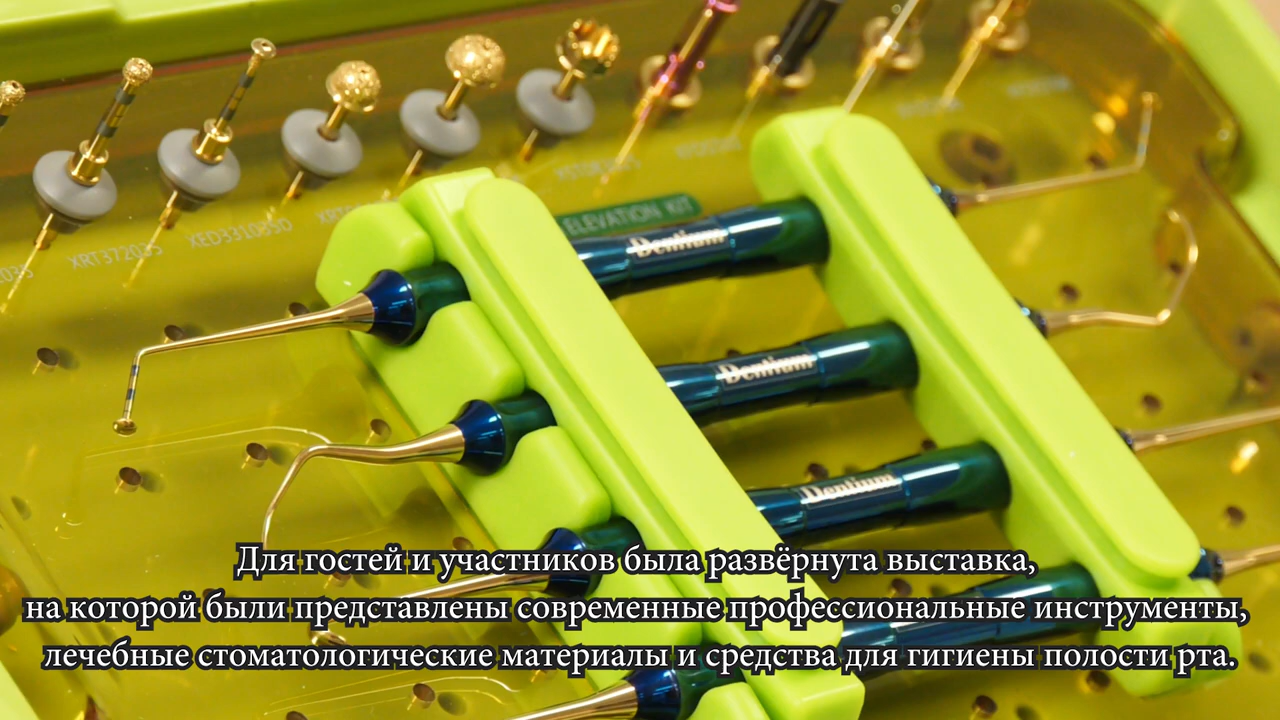 XRT372035
XED3310890
ELEVATION KIT
Dentium
Dentium
Dentium
Для гостей и участников была развёрнута выставка,
на которой были представлены современные профессиональные инструменты,
лечебные стоматологические материалы и средства для гигиены полости рта.